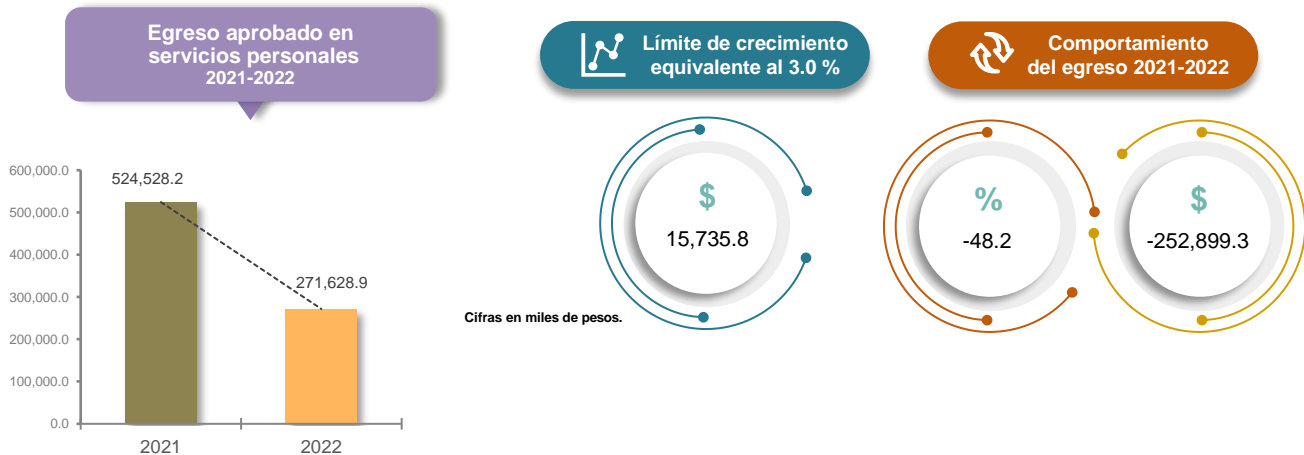 Egreso aprobado en
servicios personales
2021-2022
Límite de crecimiento
equivalente al 3.0 %
Comportamiento
del egreso 2021-2022
600,000.0
500,000.0
400,000.0
300,000.0
200,000.0
100,000.0
0.0
524,528.2
271,628.9
2021
2022
$
15,735.8
%
-48.2
$
-252,899.3
Cifras en miles de pesos.